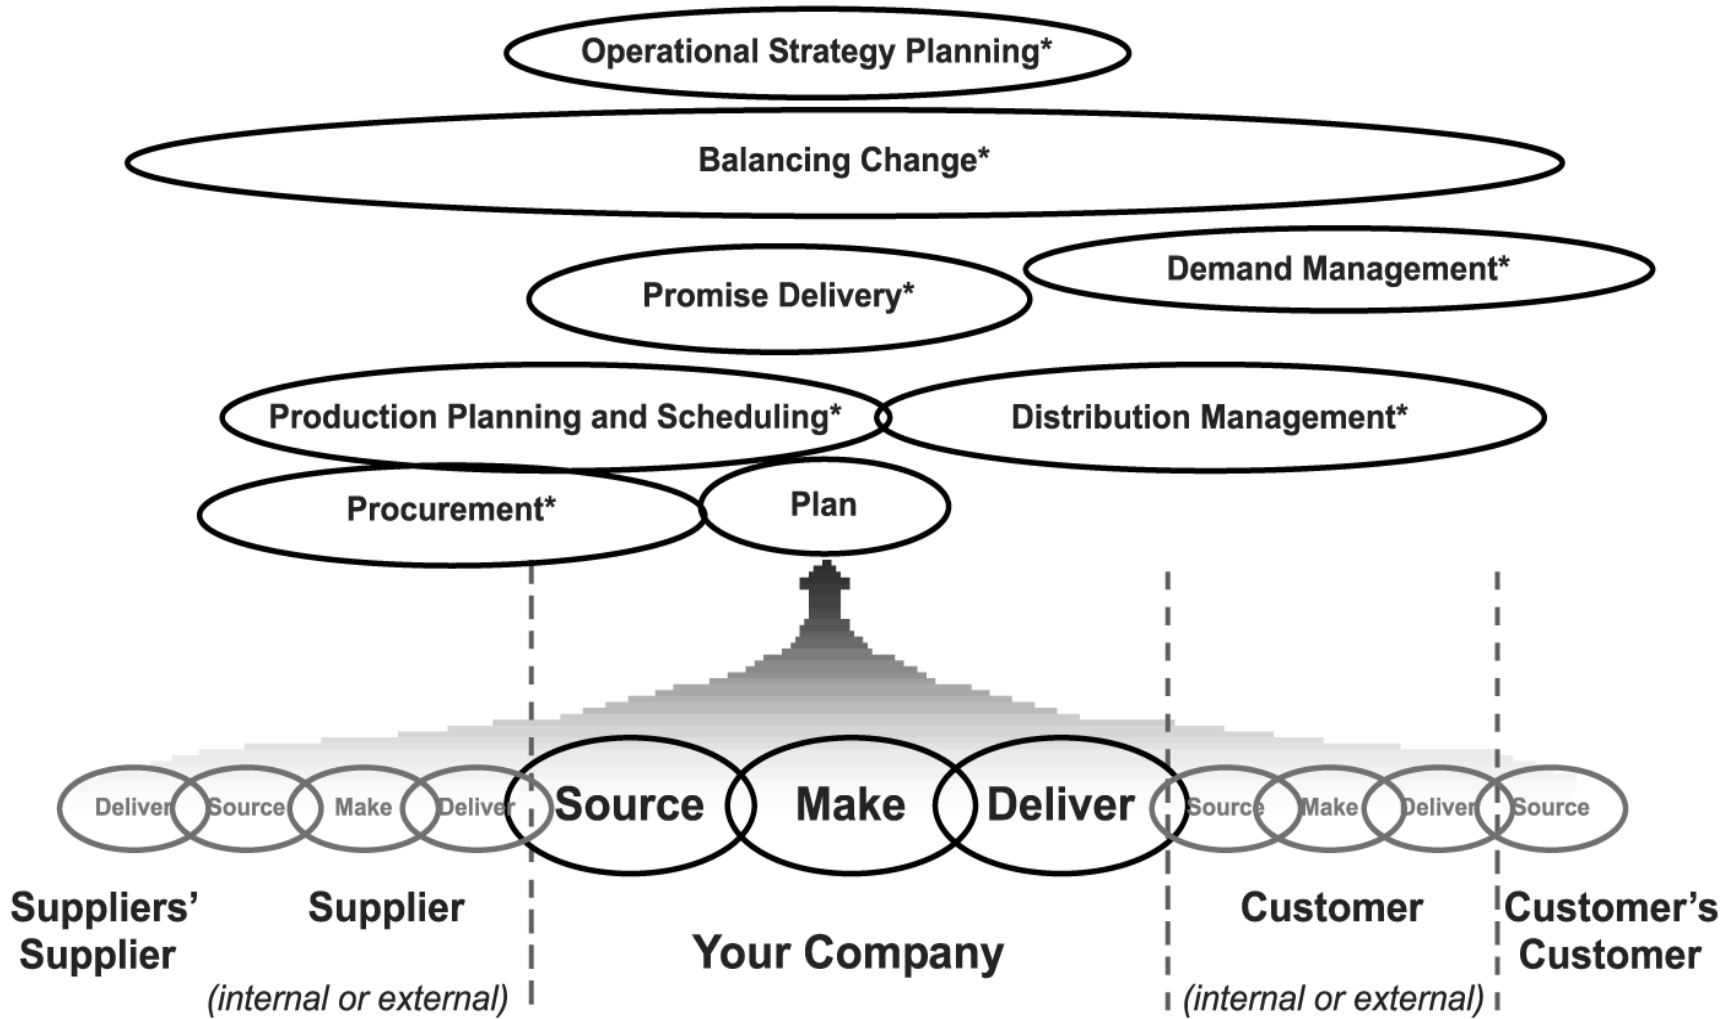 Operational Strategy Planning*
Balancing Change*
Demand Management*
Promise Delivery*
Production Planning and Scheduling*
Distribution Management*
Procurement*
Plan
Deliver
Source
Make
Deliver
Source
Make
Deliver
Source
Make
Deliver
Source
Suppliers’
Supplier
Supplier
(internal or external)
Your Company
Customer
(internal or external)
Customer’s
Customer